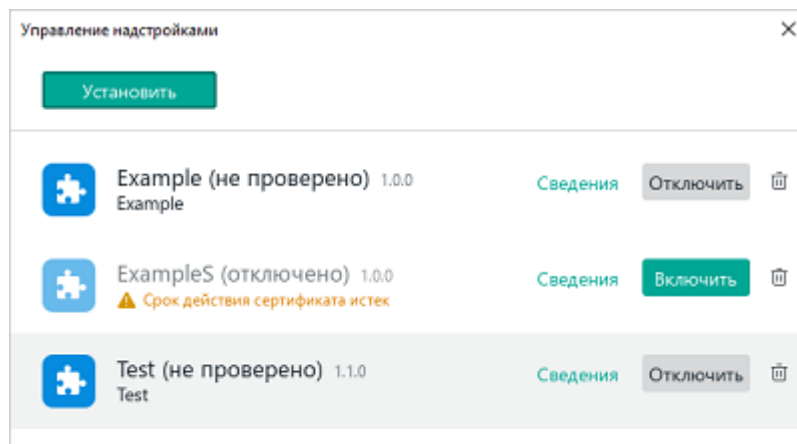 Управление надстройками
Установить
Example (не проверено) 1.0.0
Example
Сведения
Отключить
ExampleS (отключено) 1.0.0
Срок действия сертификата истек
Сведения
Включить
Test (не проверено) 1.1.0
Test
Сведения
Отключить